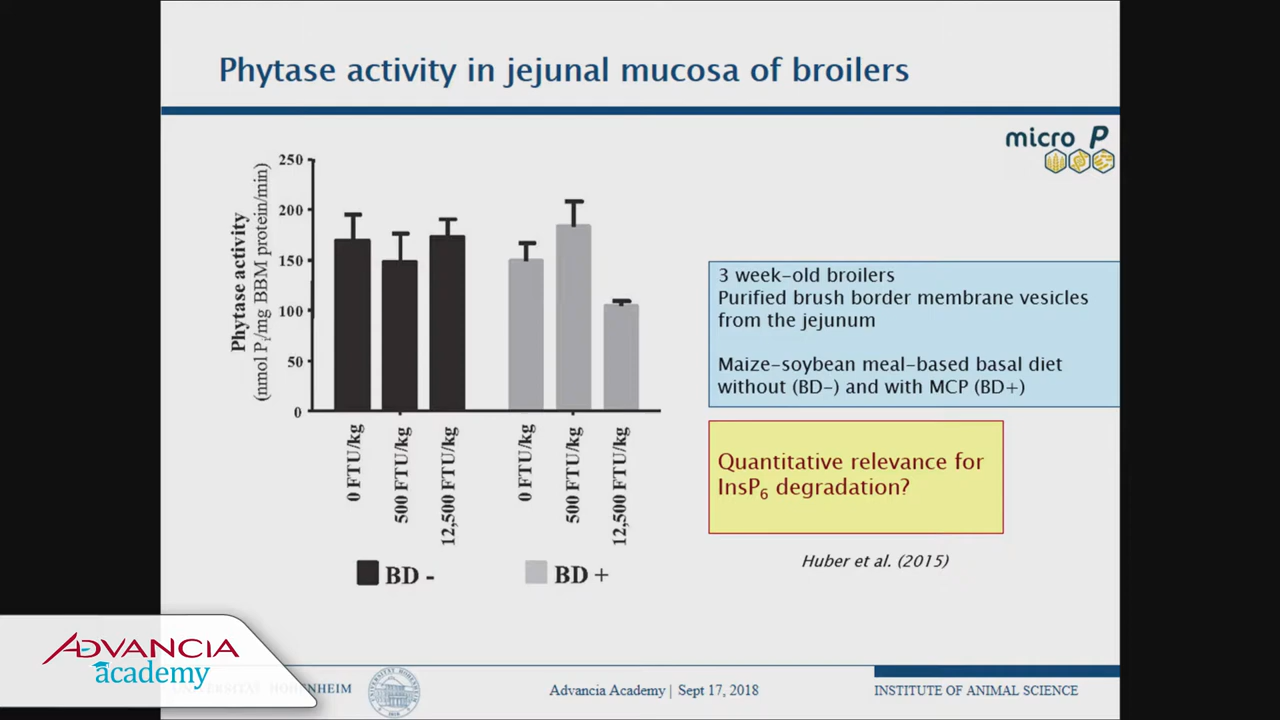 Phytase activity in jejunal mucosa of broilers
micro P
Phytase activity
(nmol Pi/mg BBM protein/min)
250
200
150
100
50
0
0 FTU/kg
500 FTU/kg
12,500 FTU/kg
0 FTU/kg
500 FTU/kg
12,500 FTU/kg
BD -
BD +
3 week-old broilers
Purified brush border membrane vesicles
from the jejunum
Maize-soybean meal-based basal diet
without (BD-) and with MCP (BD+)
Quantitative relevance for
InsP6 degradation?
Huber et al. (2015)
ADVANCIA
academy
UNIVERSITÄT HOHENHEIM
Advancia Academy | Sept 17, 2018
INSTITUTE OF ANIMAL SCIENCE